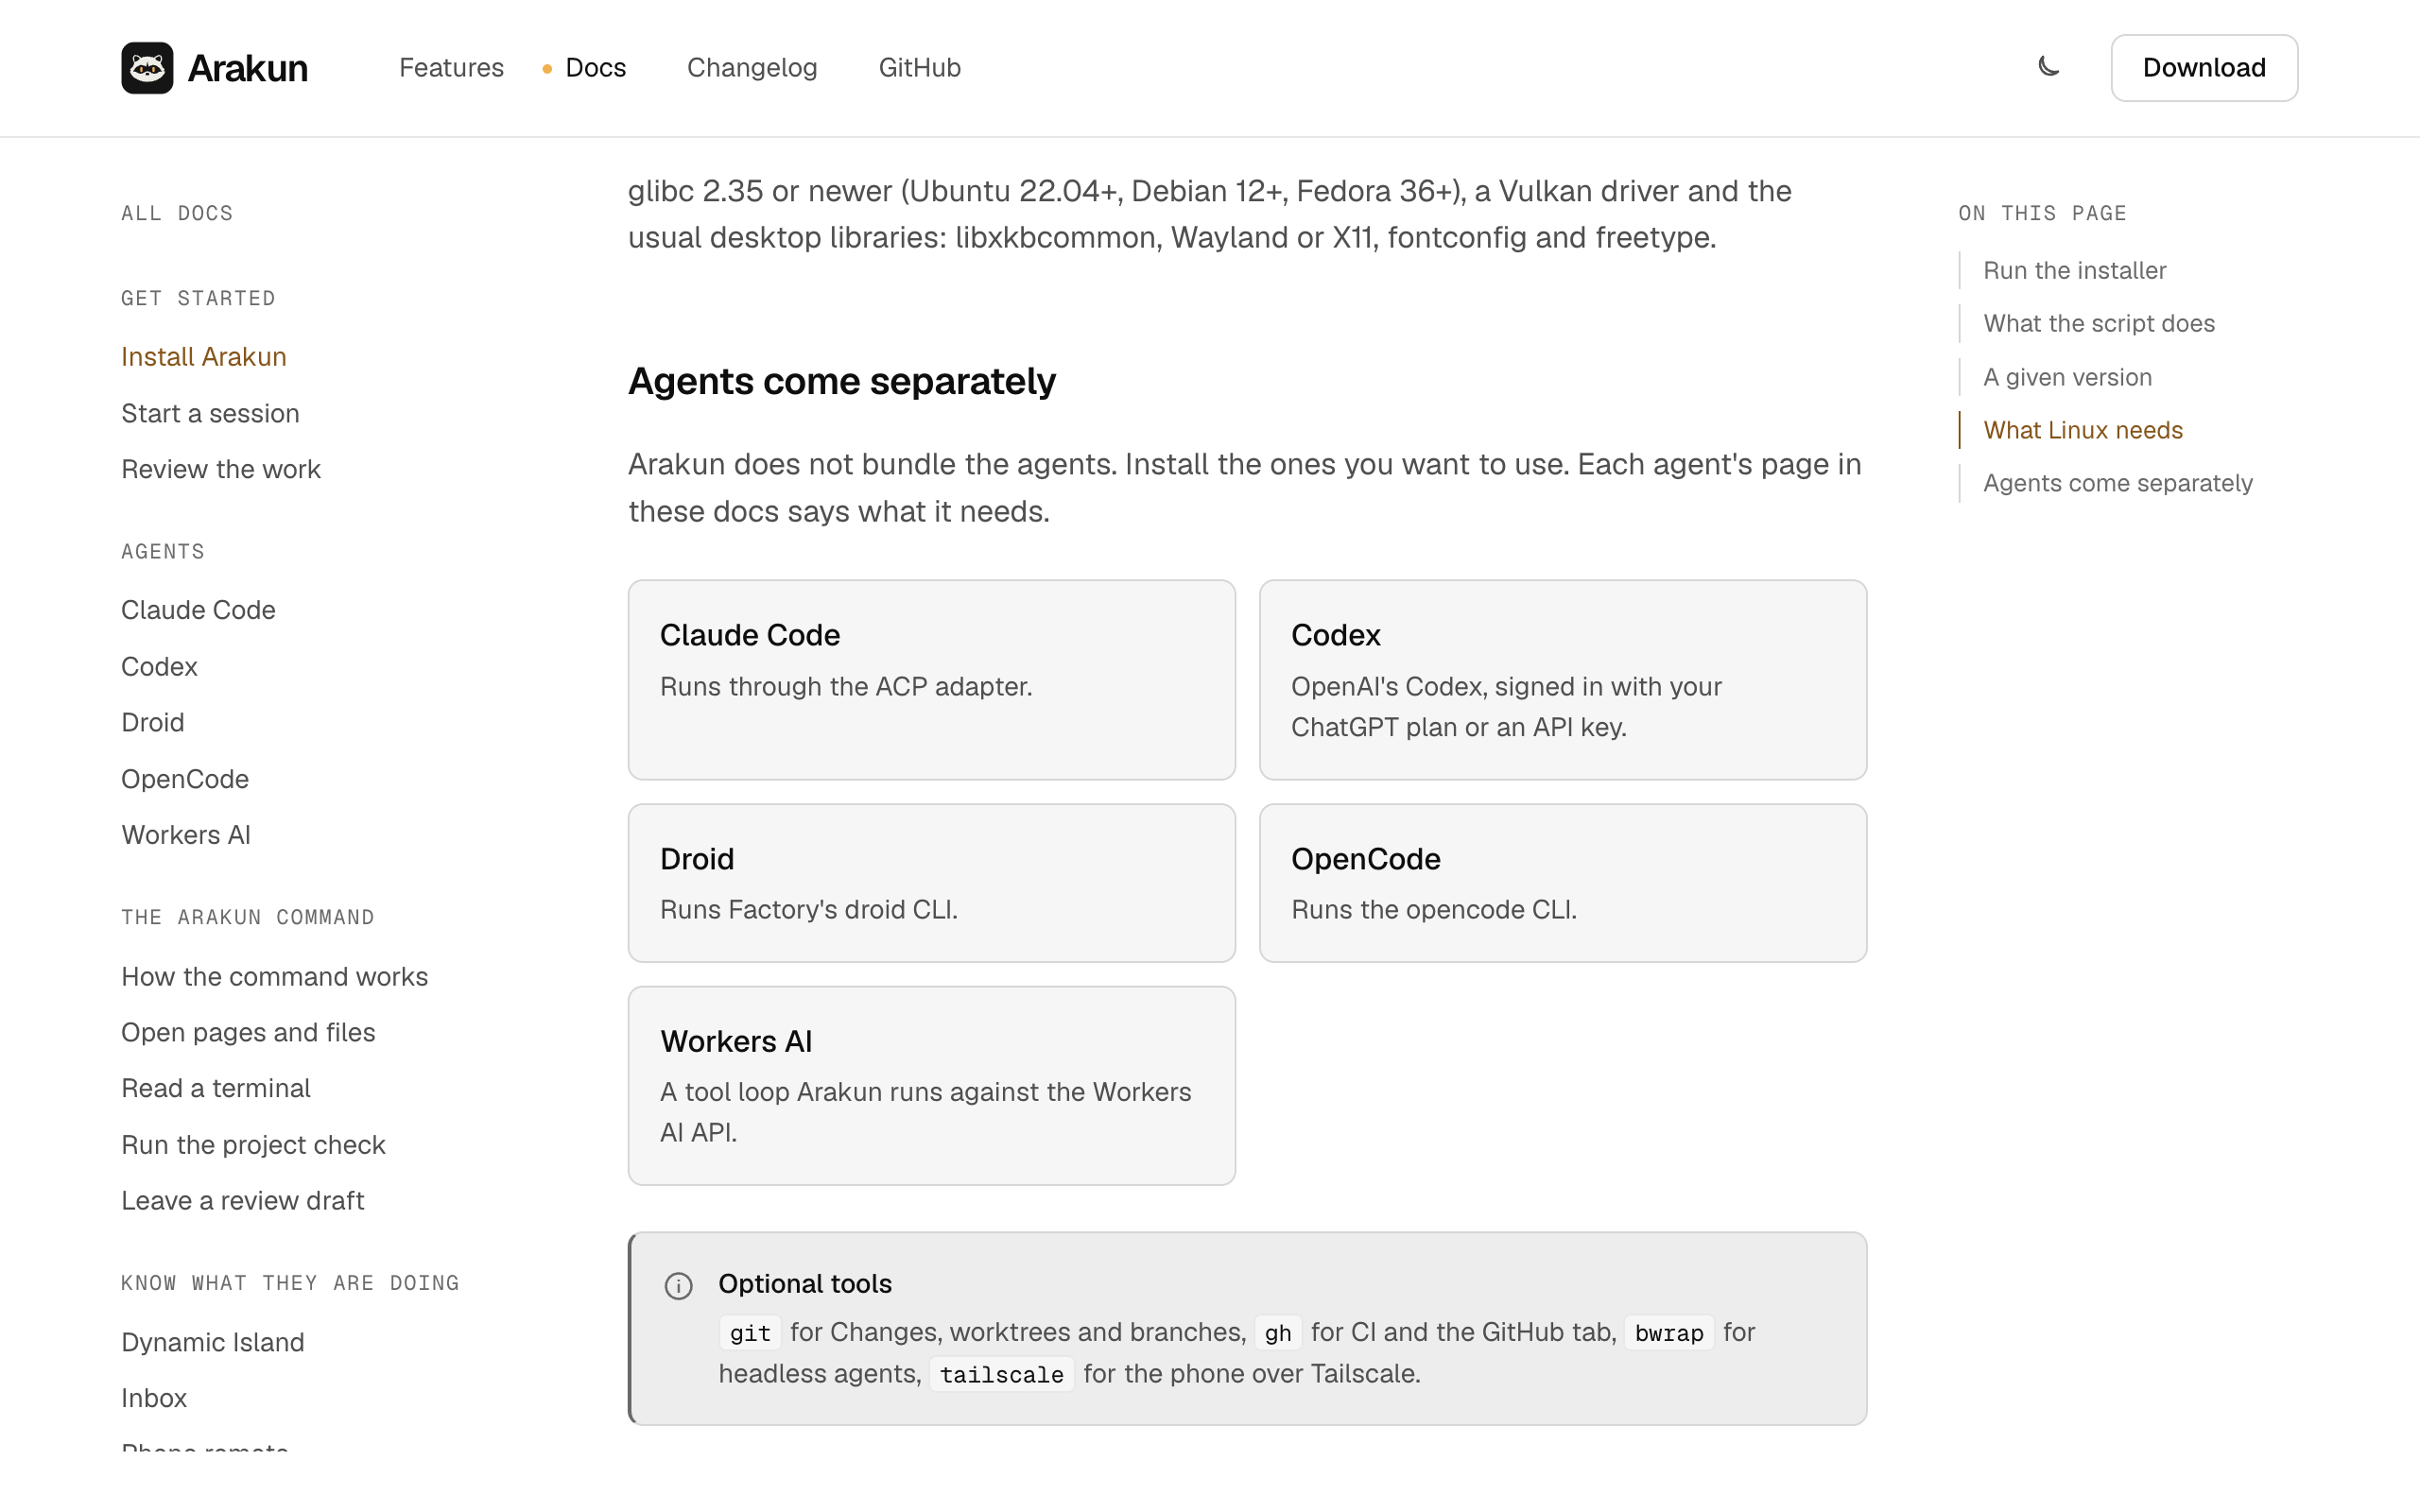 Arakun
Features
Docs
Changelog
GitHub
Download
ALL DOCS
GET STARTED
Install Arakun
Start a session
Review the work
AGENTS
Claude Code
Codex
Droid
OpenCode
Workers AI
THE ARAKUN COMMAND
How the command works
Open pages and files
Read a terminal
Run the project check
Leave a review draft
KNOW WHAT THEY ARE DOING
Dynamic Island
Inbox
Phone remote
glibc 2.35 or newer (Ubuntu 22.04+, Debian 12+, Fedora 36+), a Vulkan driver and the
usual desktop libraries: libxkbcommon, Wayland or X11, fontconfig and freetype.
Agents come separately
Arakun does not bundle the agents. Install the ones you want to use. Each agent's page in
these docs says what it needs.
Claude Code
Runs through the ACP adapter.
Codex
OpenAI's Codex, signed in with your
ChatGPT plan or an API key.
Droid
Runs Factory's droid CLI.
OpenCode
Runs the opencode CLI.
Workers AI
A tool loop Arakun runs against the Workers
AI API.
Optional tools
git for Changes, worktrees and branches, gh for CI and the GitHub tab, bwrap for
headless agents, tailscale for the phone over Tailscale.
ON THIS PAGE
Run the installer
What the script does
A given version
What Linux needs
Agents come separately